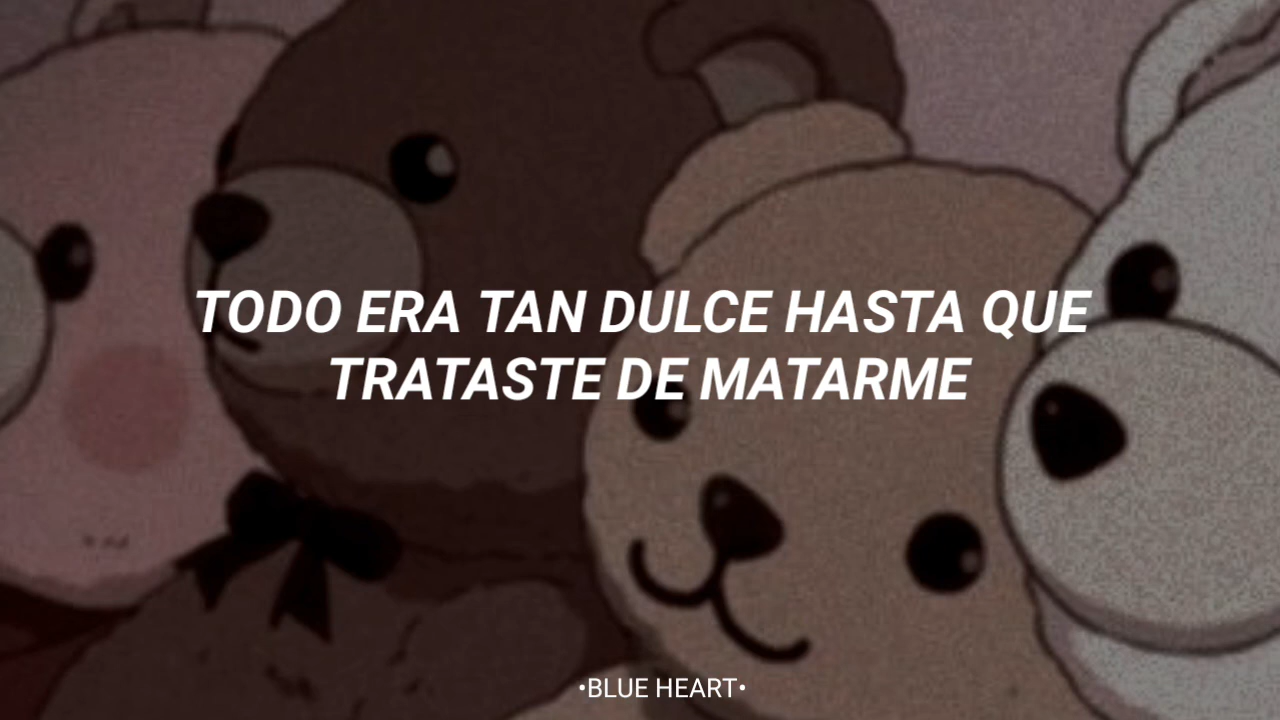 TODO ERA TAN DULCE HASTA QUE
TRATASTE DE MATARME
•BLUE HEART•